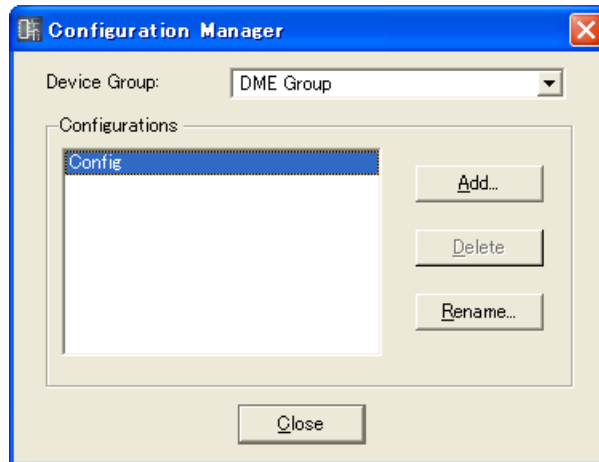 Configuration Manager
Device Group:
DME Group
Configurations
Config
Add...
Delete
Rename...
Close